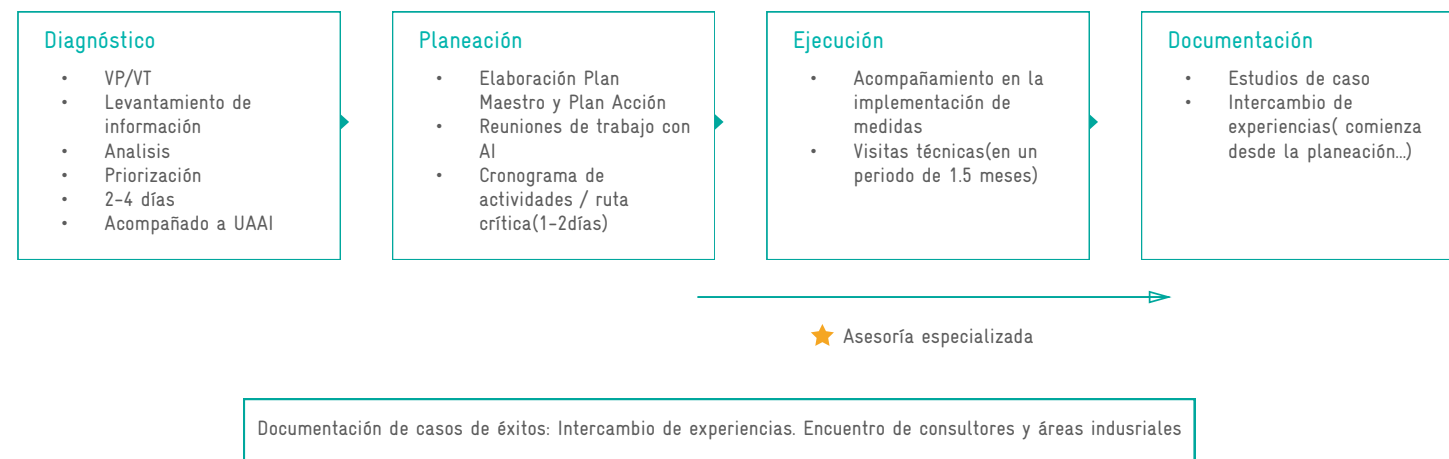 Diagnóstico
• VP/VT
• Levantamiento de
información
• Analisis
• Priorización
• 2-4 días
• Acompañado a UAAI
Planeación
• Elaboración Plan
Maestro y Plan Acción
• Reuniones de trabajo con
AI
• Cronograma de
actividades / ruta
crítica(1-2días)
Ejecución
• Acompañamiento en la
implementación de
medidas
• Visitas técnicas(en un
periodo de 1.5 meses)
Documentación
• Estudios de caso
• Intercambio de
experiencias( comienza
desde la planeación...)
Asesoría especializada
Documentación de casos de éxitos: Intercambio de experiencias. Encuentro de consultores y áreas indusriales